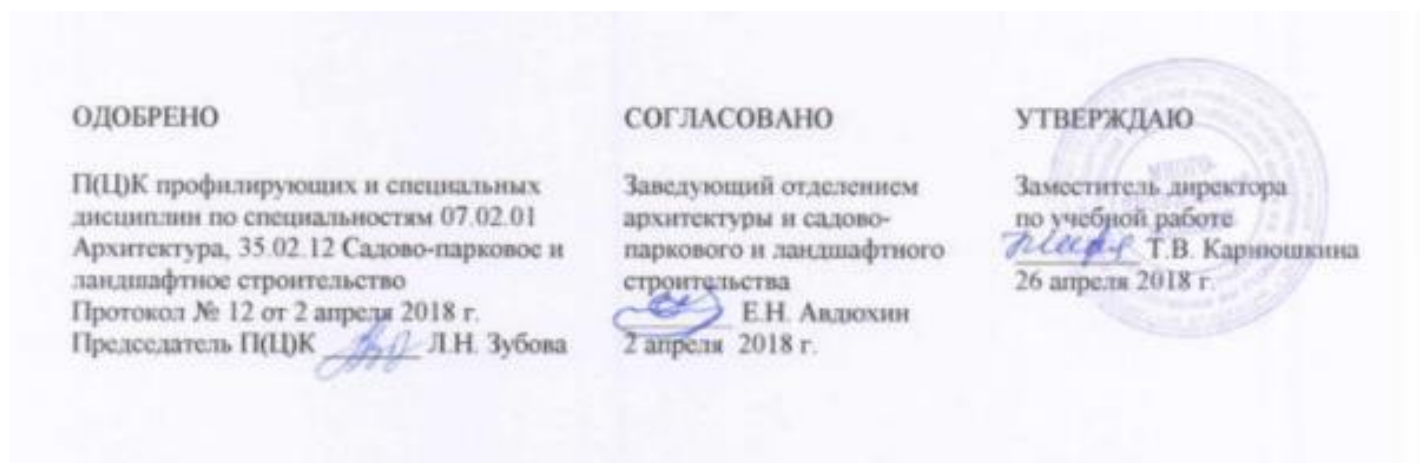 ОДОБРЕНО
П(Ц)К профилирующих и специальных
дисциплин по специальностям 07.02.01
Архитектура, 35.02.12 Садово-парковое и
ландшафтное строительство
Протокол № 12 от 2 апреля 2018 г.
Председатель П(Ц)К Л.Н. Зубова
СОГЛАСОВАНО
Заведующий отделением
архитектуры и садово-
паркового и ландшафтного
строительства
Е.Н. Авдюхин
2 апреля 2018 г.
УТВЕРЖДАЮ
Заместитель директора
по учебной работе
Т.В. Карнюшкина
26 апреля 2018 г.